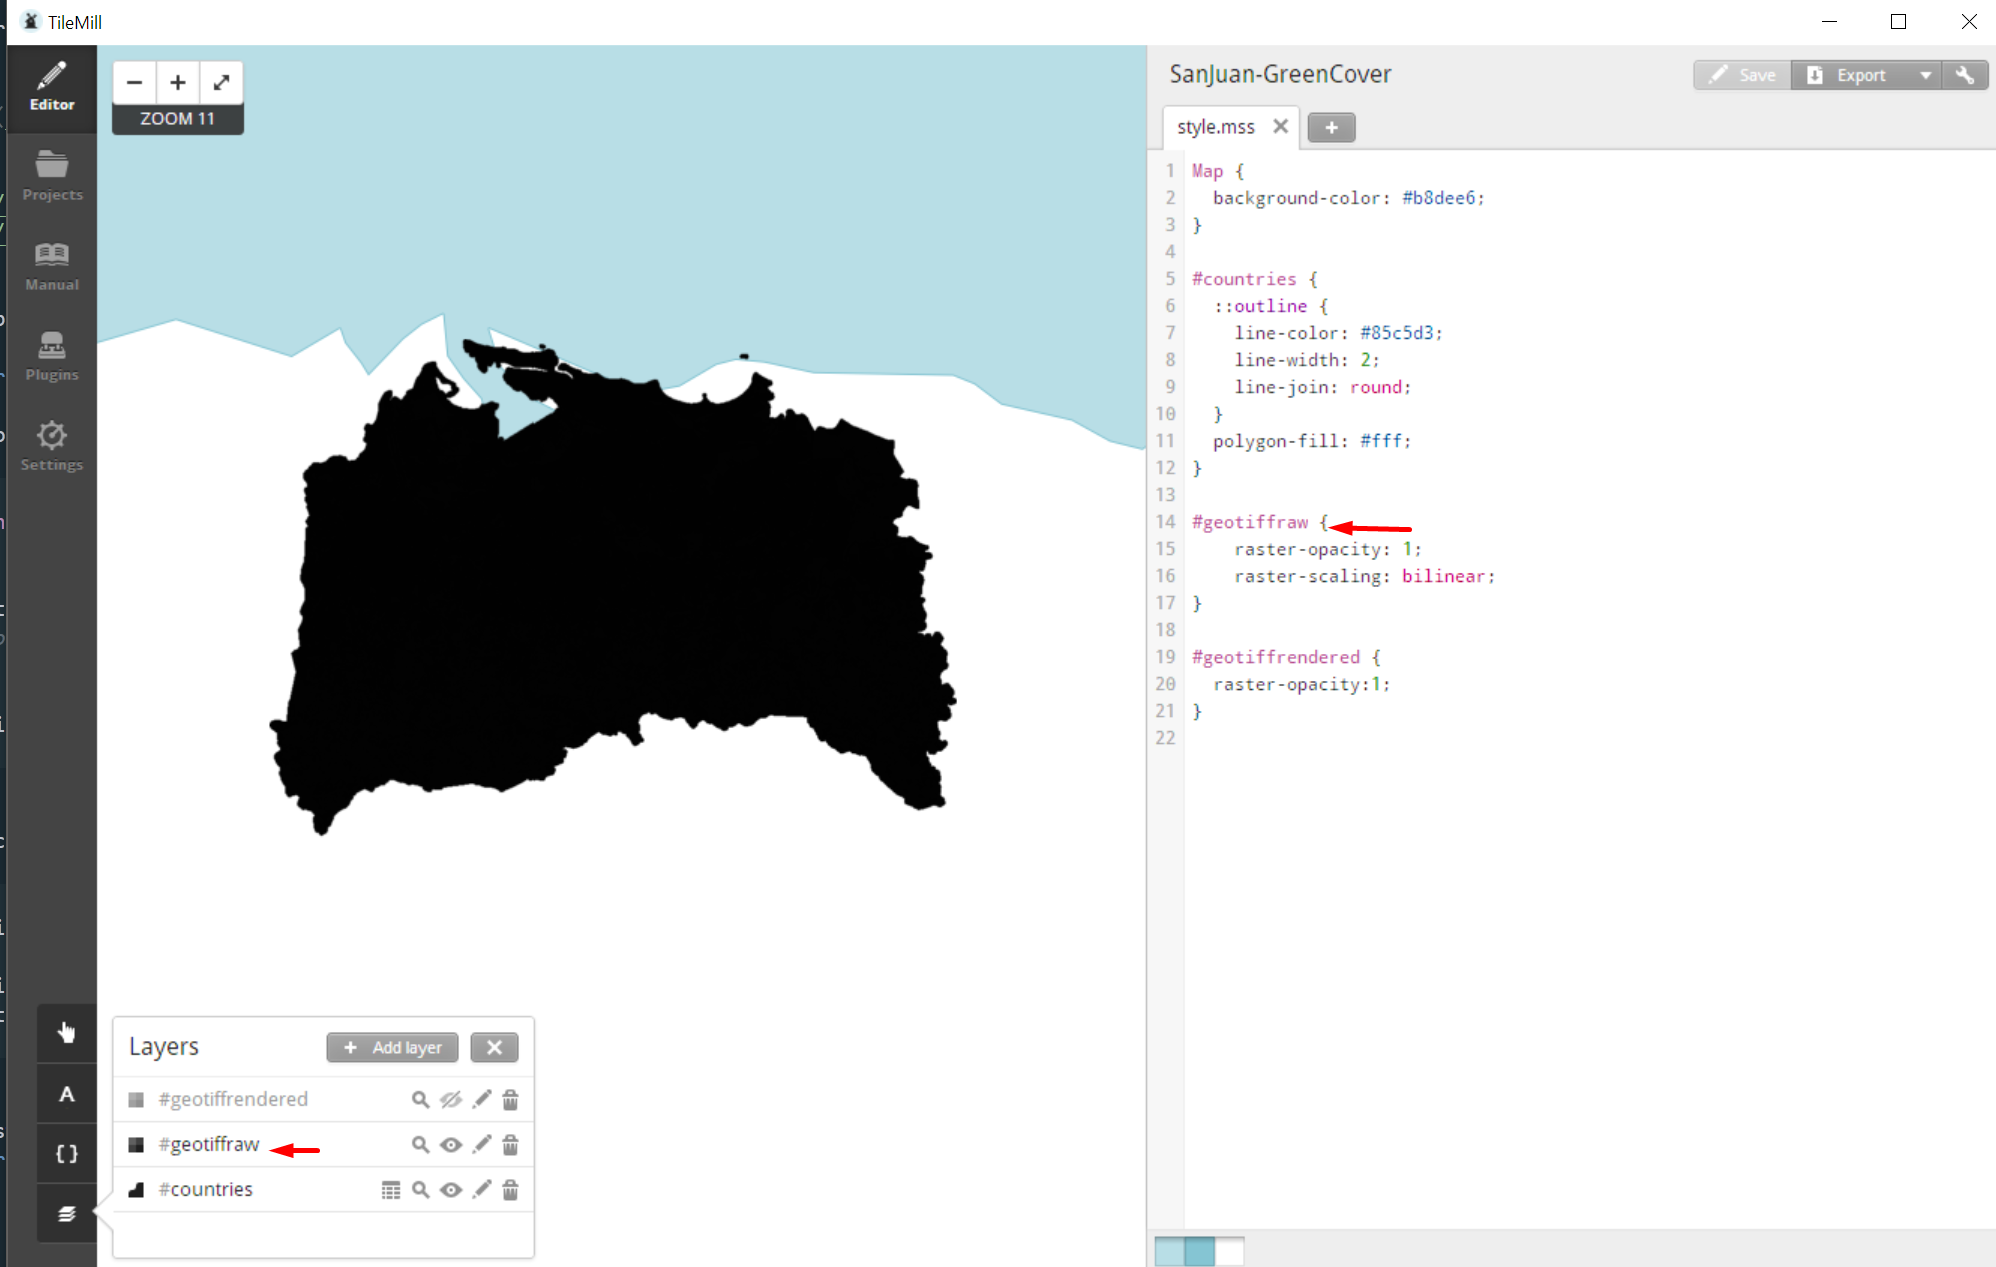 TileMill
Editor
Projects
Manual
Plugins
Settings
ZOOM 11
SanJuan-GreenCover
Save
Export
style.mss
1 Map {
2 background-color: #b8dee6;
3 }
4
5 #countries {
6 ::outline {
7 line-color: #85c5d3;
8 line-width: 2;
9 line-join: round;
10 }
11 polygon-fill: #fff;
12 }
13
14 #geotiffraw {
15 raster-opacity: 1;
16 raster-scaling: bilinear;
17 }
18
19 #geotiffrendered {
20 raster-opacity:1;
21 }
22
A
{}
Layers
+ Add layer
#geotiffrendered
#geotiffraw
#countries